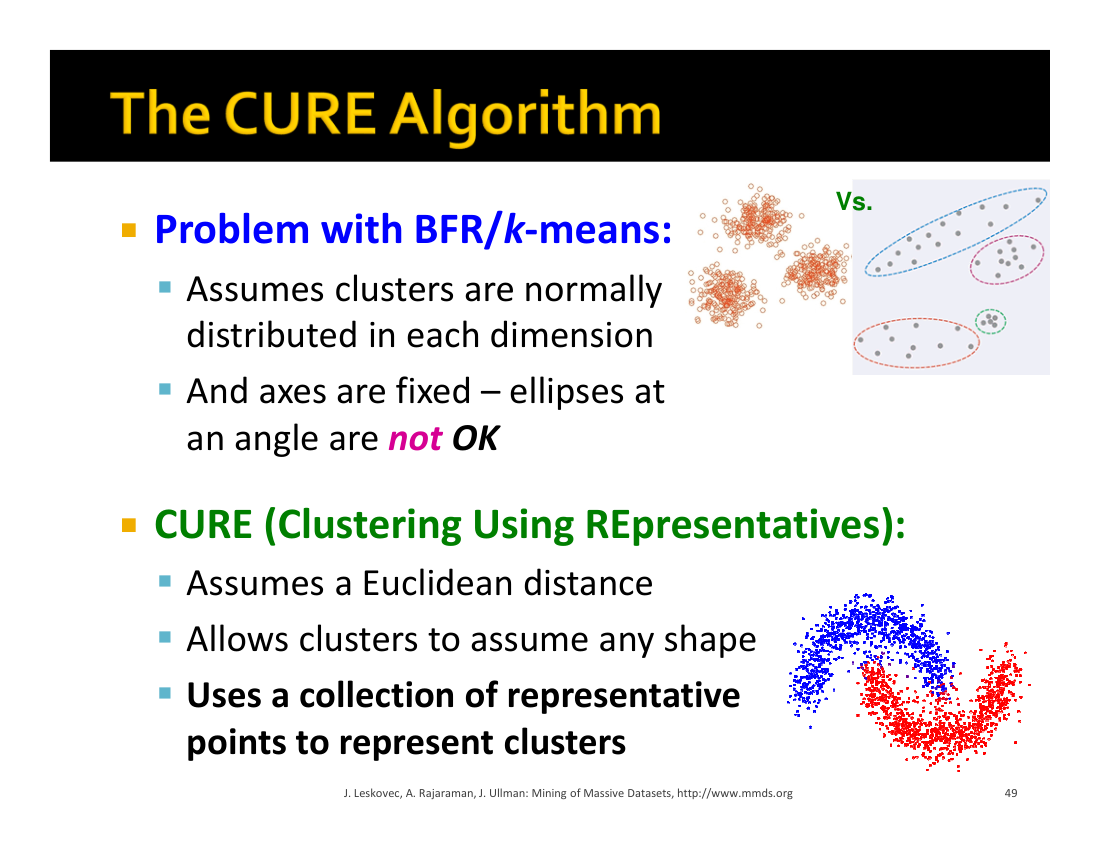 The CURE Algorithm
Vs.
Problem with BFR/k-means:
Assumes clusters are normally
distributed in each dimension
And axes are fixed – ellipses at
an angle are not OK
CURE (Clustering Using REpresentatives):
Assumes a Euclidean distance
Allows clusters to assume any shape
Uses a collection of representative
points to represent clusters
J. Leskovec, A. Rajaraman, J. Ullman: Mining of Massive Datasets, http://www.mmds.org
49